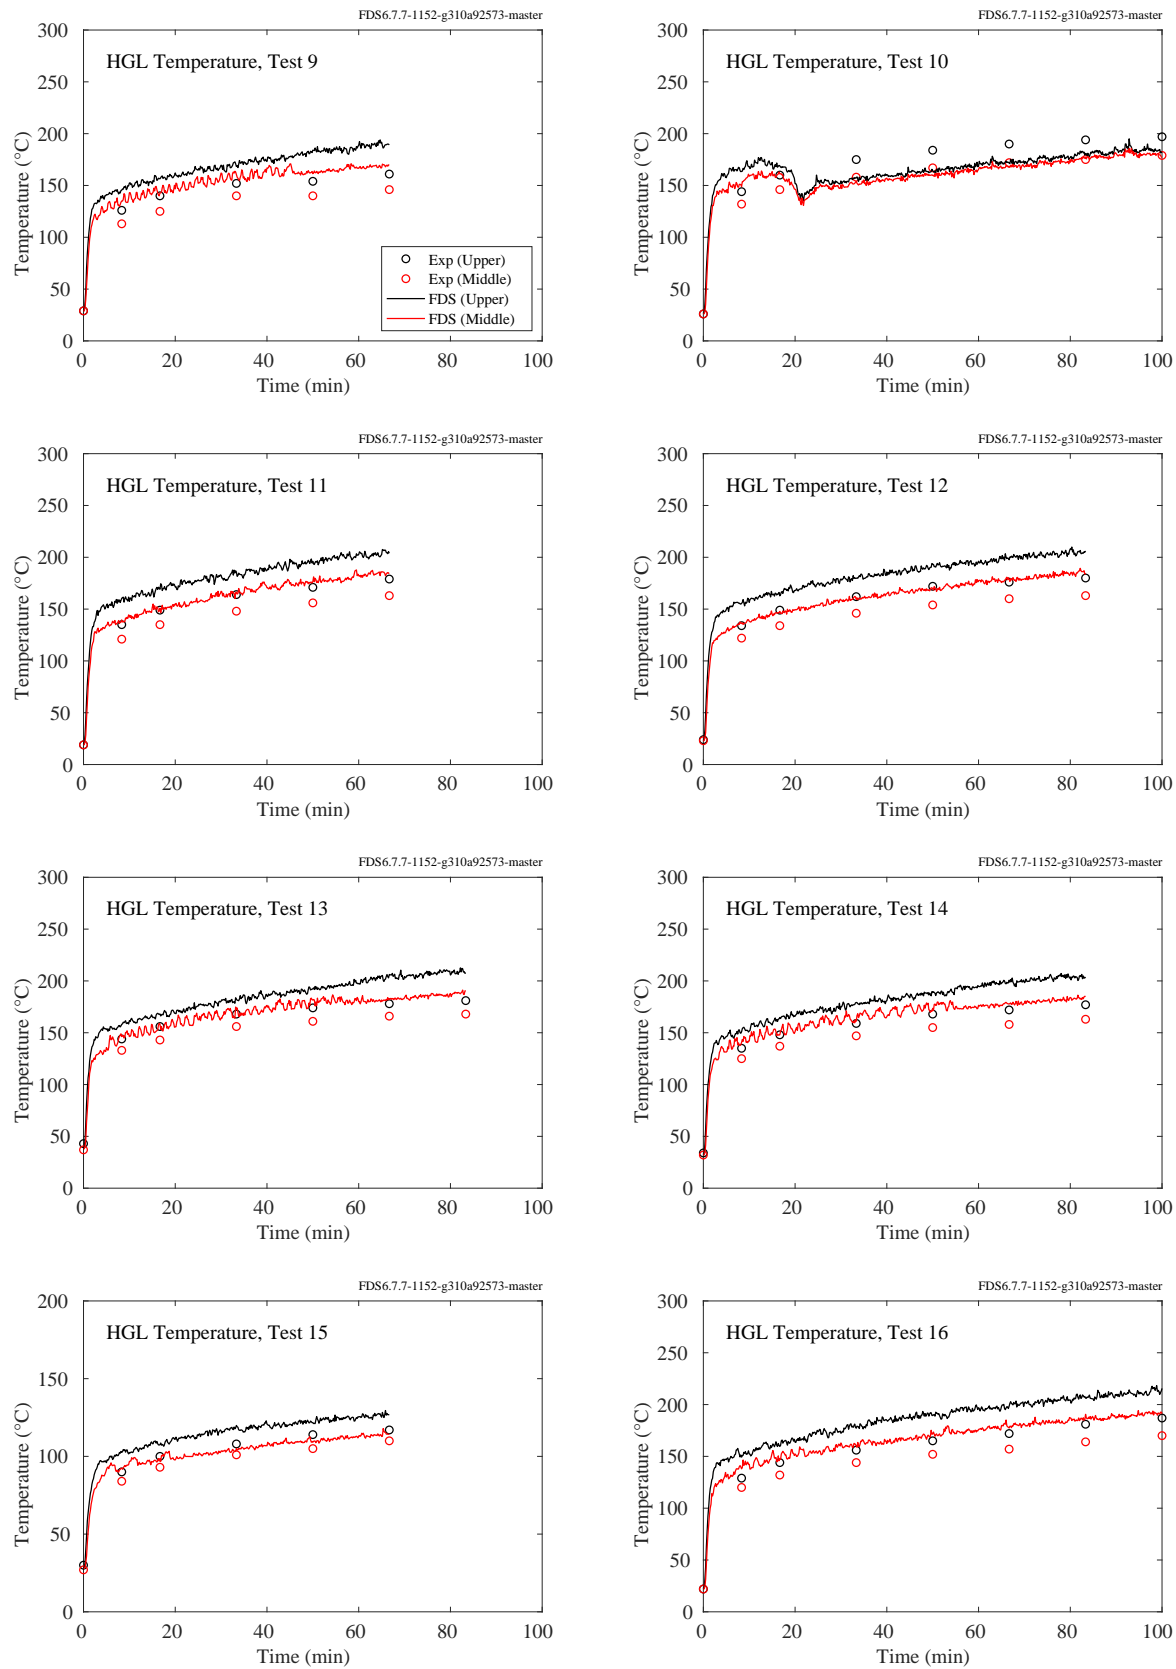 FDS6.7.7-1152-g310a92573-master
HGL Temperature, Test 9
Temperature (°C)
300
250
200
150
100
50
0
Exp (Upper)
Exp (Middle)
FDS (Upper)
FDS (Middle)
0 20 40 60 80 100
Time (min)
FDS6.7.7-1152-g310a92573-master
HGL Temperature, Test 10
Temperature (°C)
300
250
200
150
100
50
0
0 20 40 60 80 100
Time (min)
FDS6.7.7-1152-g310a92573-master
HGL Temperature, Test 11
Temperature (°C)
300
250
200
150
100
50
0
0 20 40 60 80 100
Time (min)
FDS6.7.7-1152-g310a92573-master
HGL Temperature, Test 12
Temperature (°C)
300
250
200
150
100
50
0
0 20 40 60 80 100
Time (min)
FDS6.7.7-1152-g310a92573-master
HGL Temperature, Test 13
Temperature (°C)
300
250
200
150
100
50
0
0 20 40 60 80 100
Time (min)
FDS6.7.7-1152-g310a92573-master
HGL Temperature, Test 14
Temperature (°C)
300
250
200
150
100
50
0
0 20 40 60 80 100
Time (min)
FDS6.7.7-1152-g310a92573-master
HGL Temperature, Test 15
Temperature (°C)
200
150
100
50
0
0 20 40 60 80 100
Time (min)
FDS6.7.7-1152-g310a92573-master
HGL Temperature, Test 16
Temperature (°C)
300
250
200
150
100
50
0
0 20 40 60 80 100
Time (min)